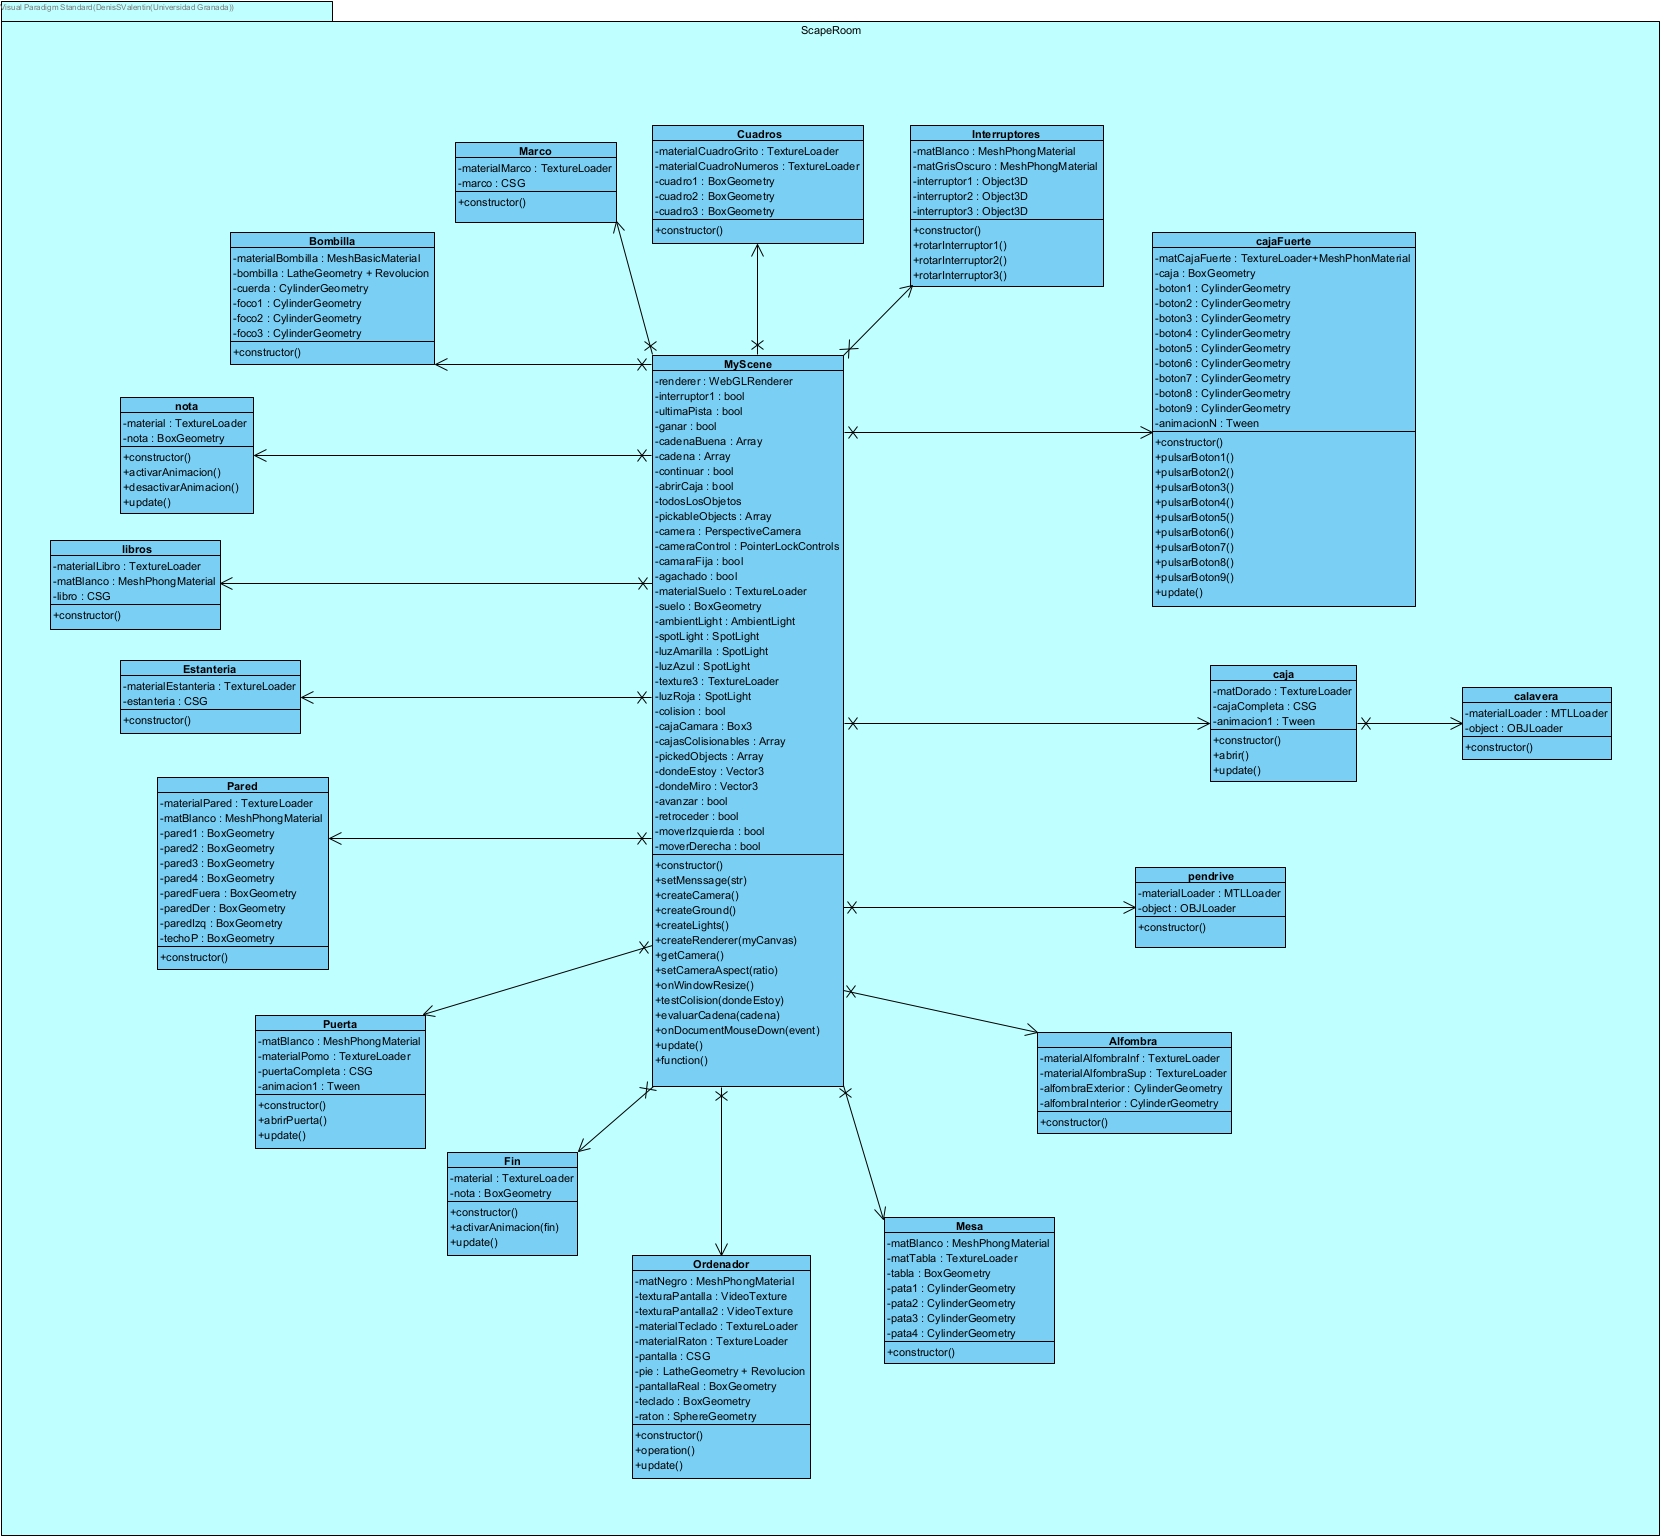 Visual Paradigm Standard(DenisSValentin(Universidad Granada))
ScapeRoom
Marco
-materialMarco : TextureLoader
-marco : CSG
+constructor()
Cuadros
-materialCuadroGrito : TextureLoader
-materialCuadroNumeros : TextureLoader
-cuadro1 : BoxGeometry
-cuadro2 : BoxGeometry
-cuadro3 : BoxGeometry
+constructor()
Interruptores
-matBlanco : MeshPhongMaterial
-matGrisOscuro : MeshPhongMaterial
-interruptor1 : Object3D
-interruptor2 : Object3D
-interruptor3 : Object3D
+constructor()
+rotarInterruptor1()
+rotarInterruptor2()
+rotarInterruptor3()
Bombilla
-materialBombilla : MeshBasicMaterial
-bombilla : LatheGeometry + Revolucion
-cuerda : CylinderGeometry
-foco1 : CylinderGeometry
-foco2 : CylinderGeometry
-foco3 : CylinderGeometry
+constructor()
cajaFuerte
-matCajaFuerte : TextureLoader+MeshPhonMaterial
-caja : BoxGeometry
-boton1 : CylinderGeometry
-boton2 : CylinderGeometry
-boton3 : CylinderGeometry
-boton4 : CylinderGeometry
-boton5 : CylinderGeometry
-boton6 : CylinderGeometry
-boton7 : CylinderGeometry
-boton8 : CylinderGeometry
-boton9 : CylinderGeometry
-animacionN : Tween
+constructor()
+pulsarBoton1()
+pulsarBoton2()
+pulsarBoton3()
+pulsarBoton4()
+pulsarBoton5()
+pulsarBoton6()
+pulsarBoton7()
+pulsarBoton8()
+pulsarBoton9()
+update()
MyScene
-renderer : WebGLRenderer
-interruptor1 : bool
-ultimaPista : bool
-ganar : bool
-cadenaBuena : Array
-cadena : Array
-continuar : bool
-abrirCaja : bool
-todosLosObjetos
-pickableObjects : Array
-camera : PerspectiveCamera
-cameraControl : PointerLockControls
-camaraFija : bool
-agachado : bool
-materialSuelo : TextureLoader
-suelo : BoxGeometry
-ambientLight : AmbientLight
-spotLight : SpotLight
-luzAmarilla : SpotLight
-luzAzul : SpotLight
-texture3 : TextureLoader
-luzRoja : SpotLight
-colision : bool
-cajaCamara : Box3
-cajasColisionables : Array
-pickedObjects : Array
-dondeEstoy : Vector3
-dondeMiro : Vector3
-avanzar : bool
-retroceder : bool
-moverIzquierda : bool
-moverDerecha : bool
+constructor()
+setMenssage(str)
+createCamera()
+createGround()
+createLights()
+createRenderer(myCanvas)
+getCamera()
+setCameraAspect(ratio)
+onWindowResize()
+testColision(dondeEstoy)
+evaluarCadena(cadena)
+onDocumentMouseDown(event)
+update()
+function()
nota
-material : TextureLoader
-nota : BoxGeometry
+constructor()
+activarAnimacion()
+desactivarAnimacion()
+update()
libros
-materialLibro : TextureLoader
-matBlanco : MeshPhongMaterial
-libro : CSG
+constructor()
Estanteria
-materialEstanteria : TextureLoader
-estanteria : CSG
+constructor()
caja
-matDorado : TextureLoader
-cajaCompleta : CSG
-animacion1 : Tween
+constructor()
+abrir()
+update()
calavera
-materialLoader : MTLLoader
-object : OBJLoader
+constructor()
Pared
-materialPared : TextureLoader
-matBlanco : MeshPhongMaterial
-pared1 : BoxGeometry
-pared2 : BoxGeometry
-pared3 : BoxGeometry
-pared4 : BoxGeometry
-paredFuera : BoxGeometry
-paredDer : BoxGeometry
-paredIzq : BoxGeometry
-techoP : BoxGeometry
+constructor()
pendrive
-materialLoader : MTLLoader
-object : OBJLoader
+constructor()
Puerta
-matBlanco : MeshPhongMaterial
-materialPomo : TextureLoader
-puertaCompleta : CSG
-animacion1 : Tween
+constructor()
+abrirPuerta()
+update()
Alfombra
-materialAlfombraInf : TextureLoader
-materialAlfombraSup : TextureLoader
-alfombraExterior : CylinderGeometry
-alfombraInterior : CylinderGeometry
+constructor()
Fin
-material : TextureLoader
-nota : BoxGeometry
+constructor()
+activarAnimacion(fin)
+update()
Mesa
-matBlanco : MeshPhongMaterial
-matTabla : TextureLoader
-tabla : BoxGeometry
-pata1 : CylinderGeometry
-pata2 : CylinderGeometry
-pata3 : CylinderGeometry
-pata4 : CylinderGeometry
+constructor()
Ordenador
-matNegro : MeshPhongMaterial
-texturaPantalla : VideoTexture
-texturaPantalla2 : VideoTexture
-materialTeclado : TextureLoader
-materialRaton : TextureLoader
-pantalla : CSG
-pie : LatheGeometry + Revolucion
-pantallaReal : BoxGeometry
-teclado : BoxGeometry
-raton : SphereGeometry
+constructor()
+operation()
+update()